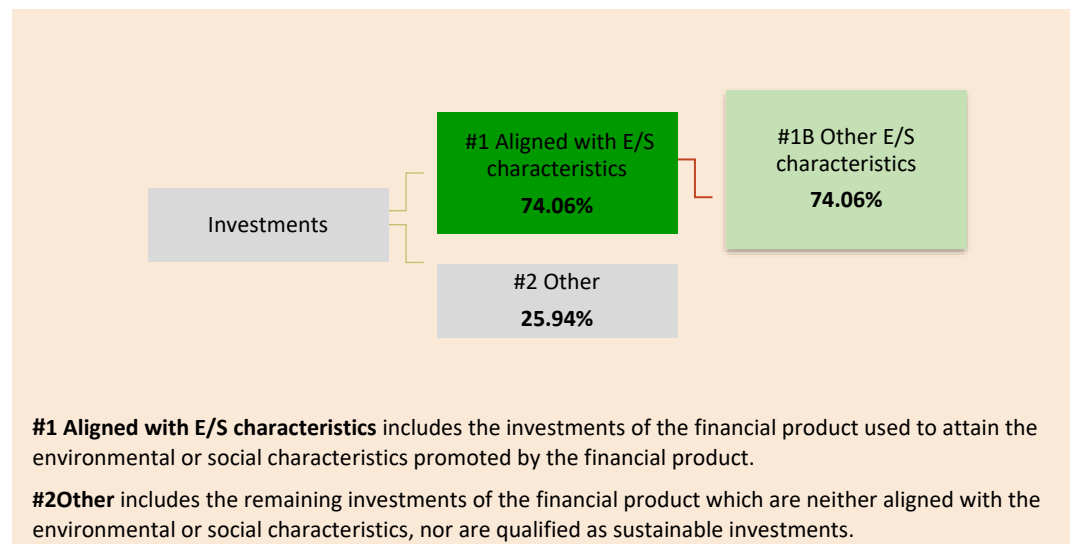 #1 Aligned with E/S
characteristics
74.06%
#1B Other E/S
characteristics
74.06%
Investments
#2 Other
25.94%
#1 Aligned with E/S characteristics includes the investments of the financial product used to attain the
environmental or social characteristics promoted by the financial product.
#2Other includes the remaining investments of the financial product which are neither aligned with the
environmental or social characteristics, nor are qualified as sustainable investments.